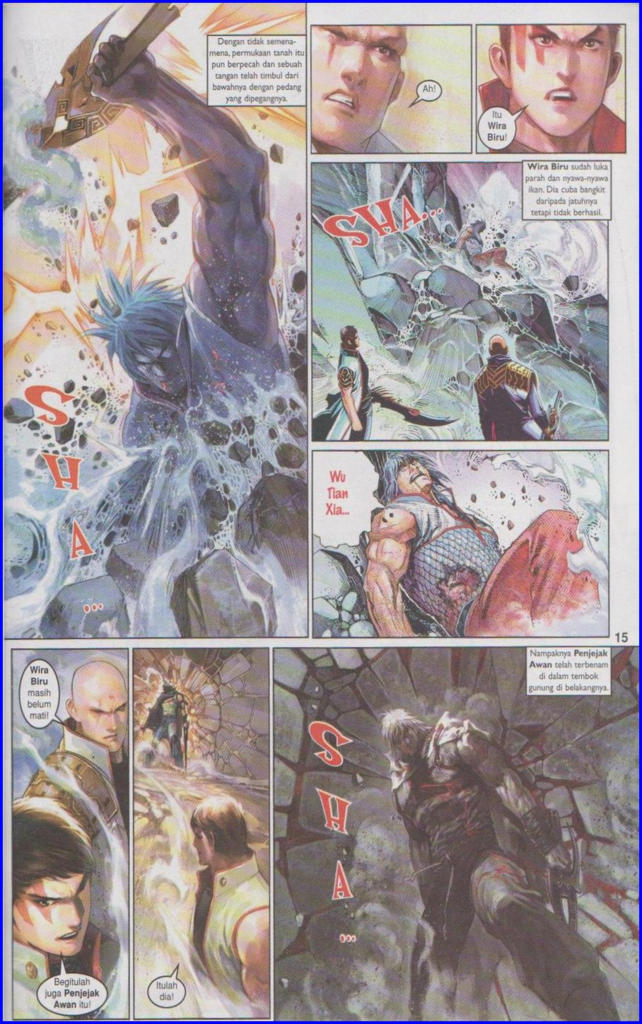 Dengan tidak semena-
mena, permukaan tanah itu
pun berpecah dan sebuah
tangan telah timbul dari
bawahnya dengan pedang
yang dipegangnya.
SHA...
Ah!
Itu
Wira
Biru!
Wira Biru sudah luka
parah dan nyawa-nyawa
ikan. Dia cuba bangkit
daripada jatuhnya
tetapi tidak berhasil.
SHA...
Wu
Tian
Xia...
15
Wira
Biru
masih
belum
mati!
Begitulah
juga Penjejak
Awan itu!
Itulah
dia!
Nampaknya Penjejak
Awan telah terbenam
di dalam tembok
gunung di belakangnya.
SHA...